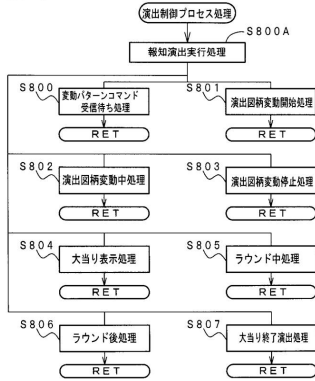 演出制御プロセス処理
S800A
報知演出実行処理
S800
変動パターンコマンド
受信待ち処理
RET
S801
演出図柄変動開始処理
RET
S802
演出図柄変動中処理
RET
S803
演出図柄変動停止処理
RET
S804
大当り表示処理
RET
S805
ラウンド中処理
RET
S806
ラウンド後処理
RET
S807
大当り終了演出処理
RET